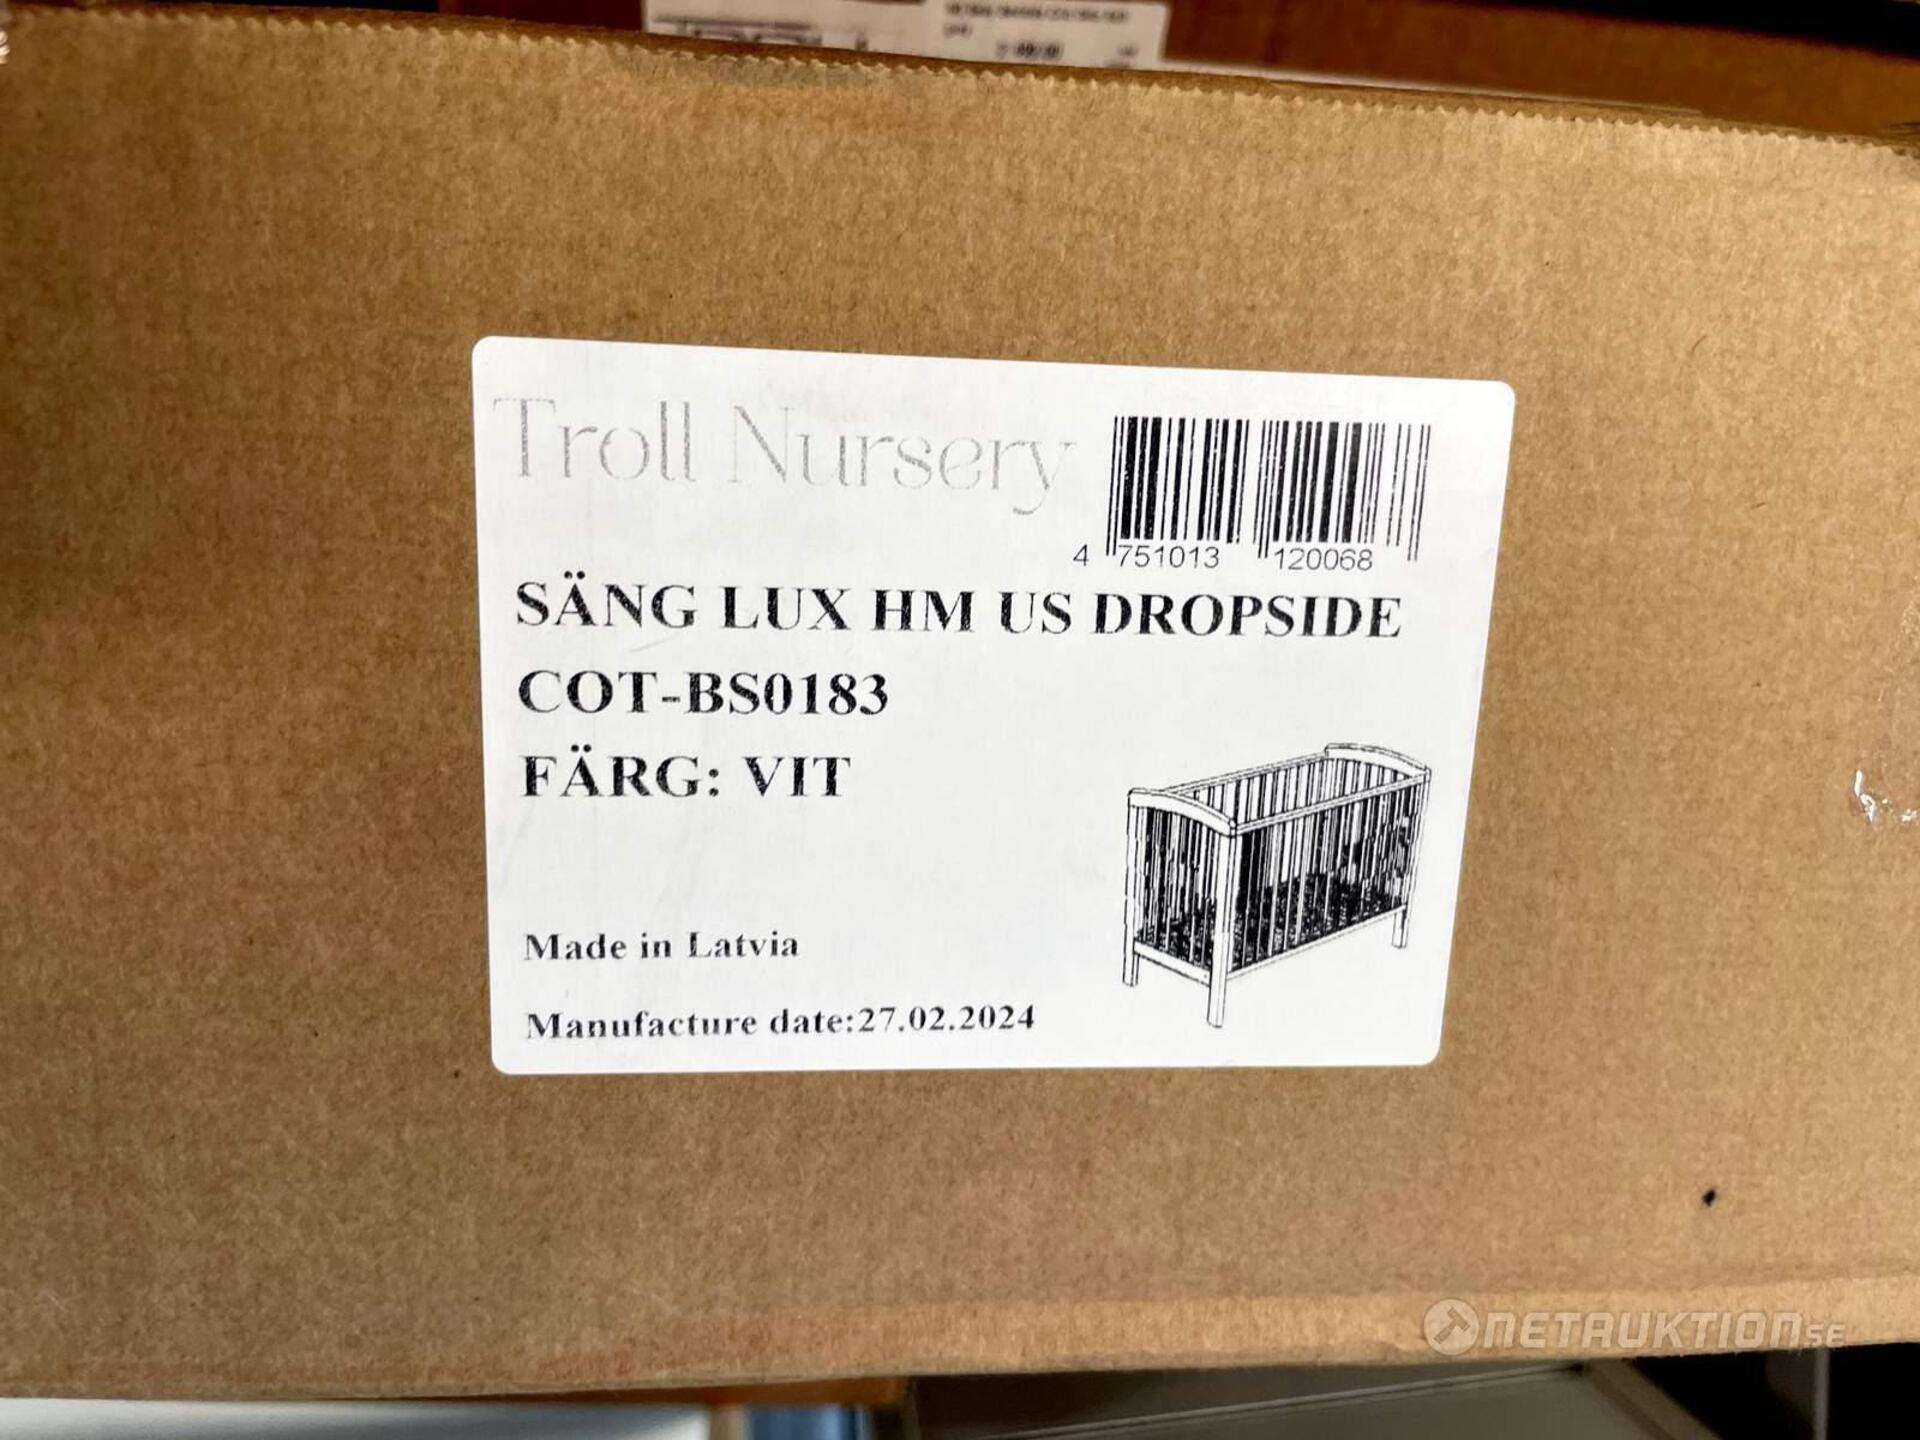 Troll Nursery
4 751013 120068
SÄNG LUX HM US DROPSIDE
COT-BS0183
FÄRG: VIT
Made in Latvia
Manufacture date:27.02.2024
NETAUKTION.SE